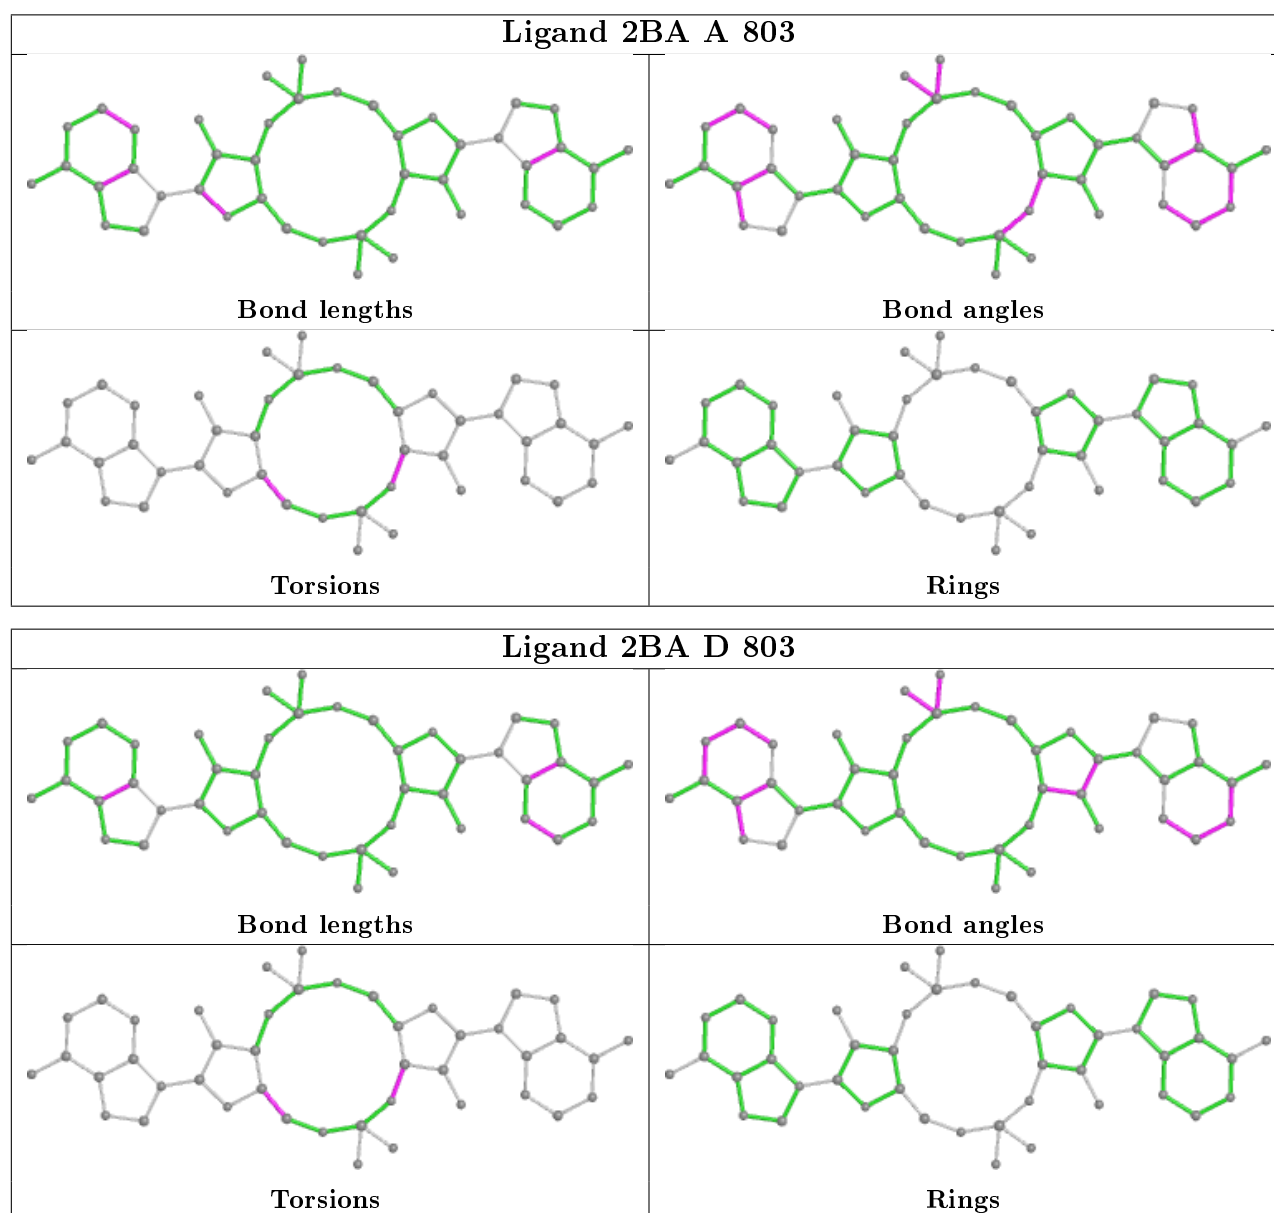 Ligand 2BA A 803
Bond lengths
Bond angles
Torsions
Rings
Ligand 2BA D 803
Bond lengths
Bond angles
Torsions
Rings